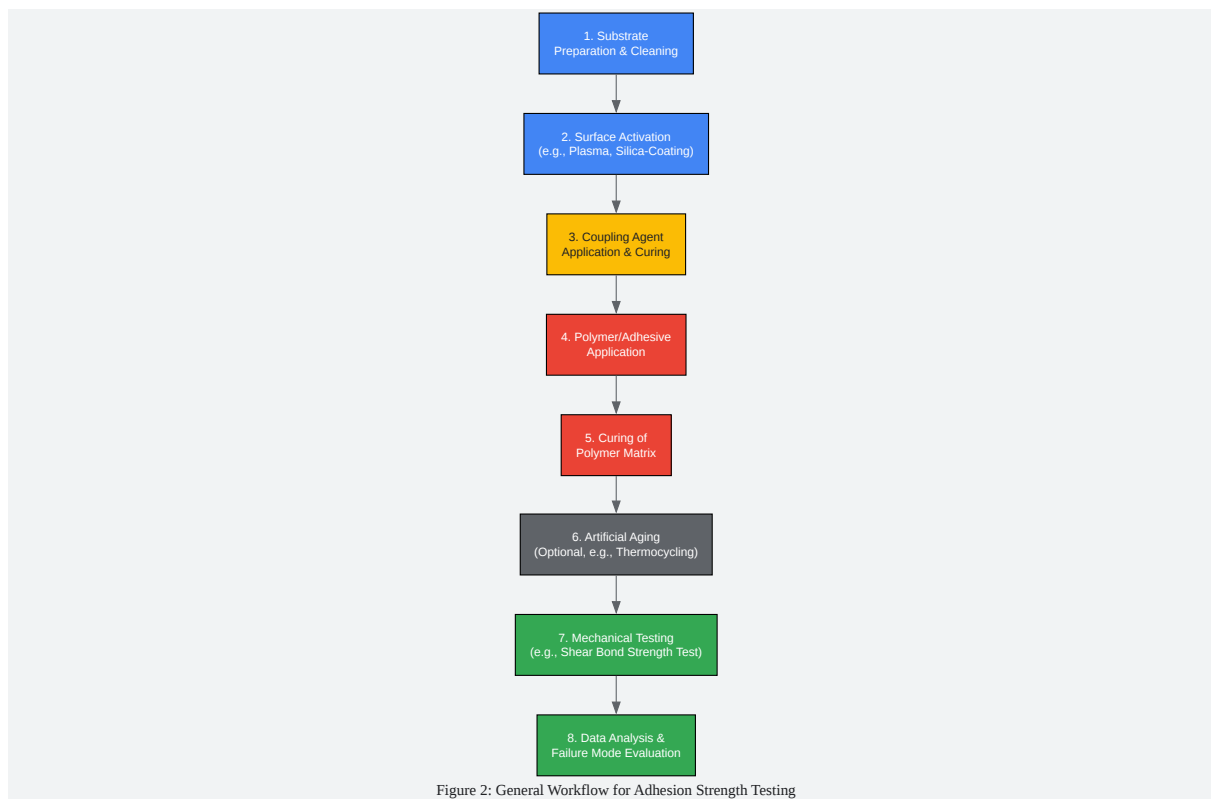 1. Substrate
Preparation & Cleaning
2. Surface Activation
(e.g., Plasma, Silica-Coating)
3. Coupling Agent
Application & Curing
4. Polymer/Adhesive
Application
5. Curing of
Polymer Matrix
6. Artificial Aging
(Optional, e.g., Thermocycling)
7. Mechanical Testing
(e.g., Shear Bond Strength Test)
8. Data Analysis &
Failure Mode Evaluation
Figure 2: General Workflow for Adhesion Strength Testing